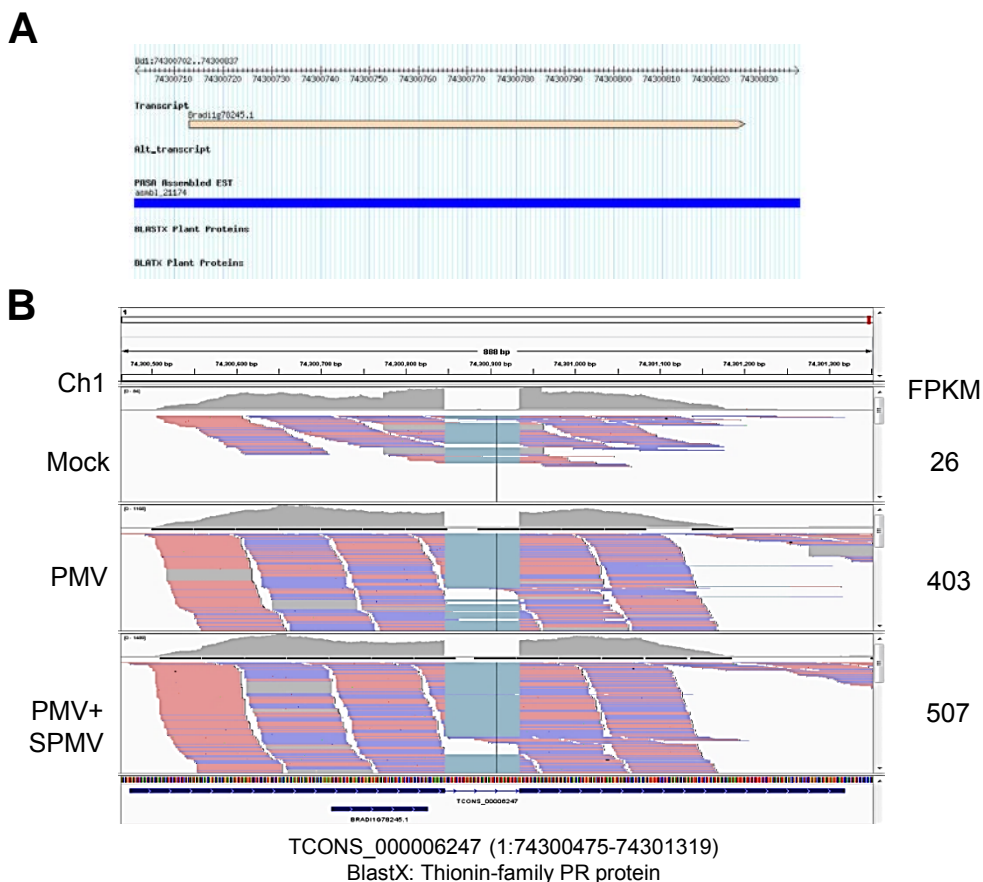 A
Bd1:74300702..74300837
74300710 74300720 74300730 74300740 74300750 74300760 74300770 74300780 74300790 74300800 74300810 74300820 74300830
Transcript
Bradi1g78245.1
Alt_transcript
PASA Assembled EST
asmbl_21174
BLASTX Plant Proteins
BLATX Plant Proteins
B
1
888 bp
74,300,500 bp 74,300,600 bp 74,300,700 bp 74,300,800 bp 74,300,900 bp 74,301,000 bp 74,301,100 bp 74,301,200 bp 74,301,300 bp
Ch1
FPKM
Mock
26
PMV
403
PMV+
SPMV
507
TCONS_00006247
BRADI1G78245.1
TCONS_000006247 (1:74300475-74301319)
BlastX: Thionin-family PR protein